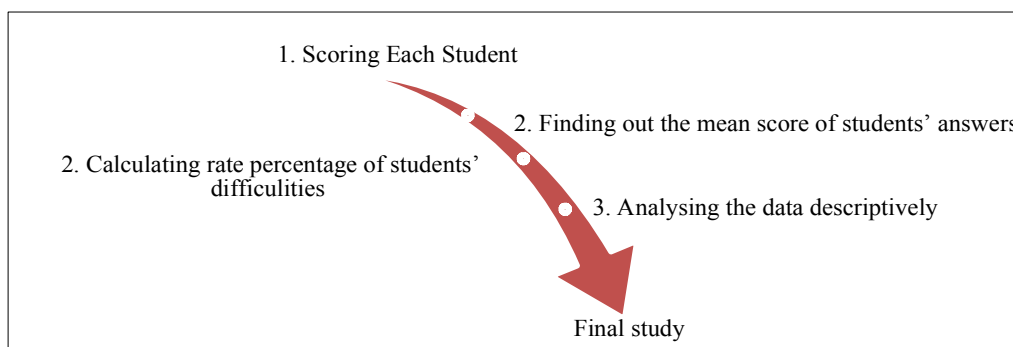 1. Scoring Each Student
2. Finding out the mean score of students’ answers
2. Calculating rate percentage of students’
difficulities
3. Analysing the data descriptively
Final study